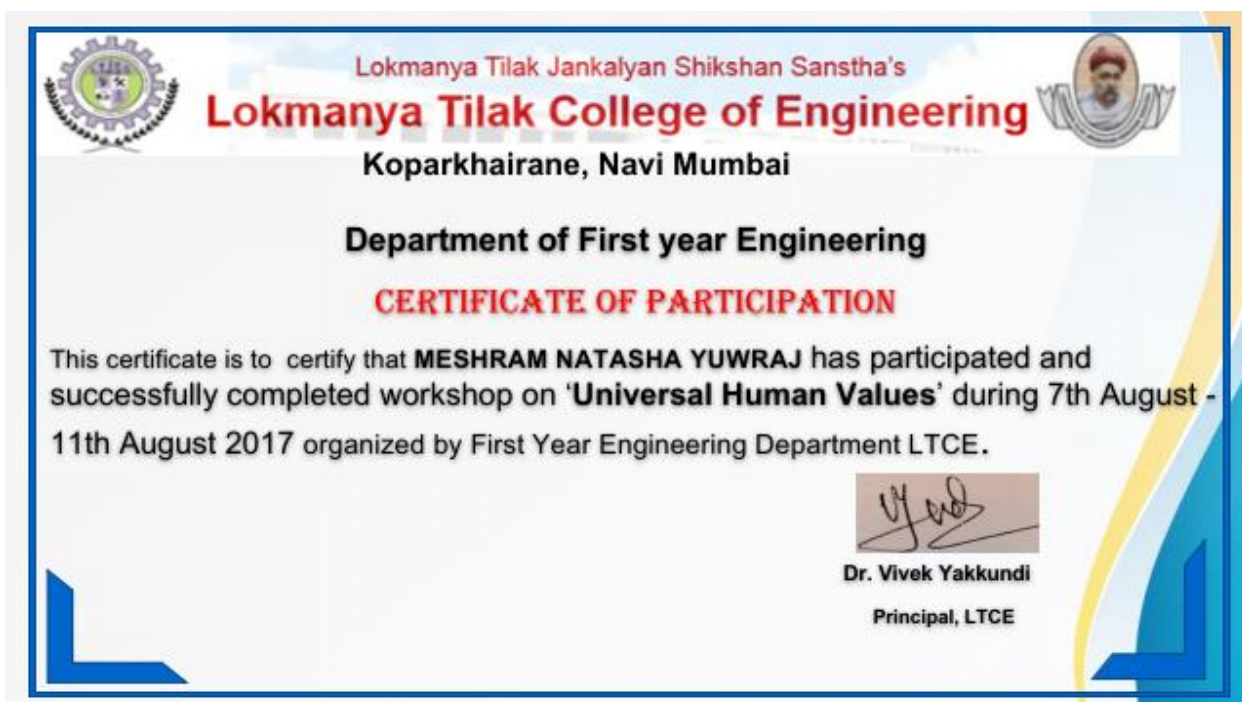 Lokmanya Tilak Jankalyan Shikshan Sanstha's
Lokmanya Tilak College of Engineering
Koparkhairane, Navi Mumbai
Department of First year Engineering
CERTIFICATE OF PARTICIPATION
This certificate is to certify that MESHRAM NATASHA YUWRAJ has participated and
successfully completed workshop on ‘Universal Human Values’ during 7th August -
11th August 2017 organized by First Year Engineering Department LTCE.
Dr. Vivek Yakkundi
Principal, LTCE